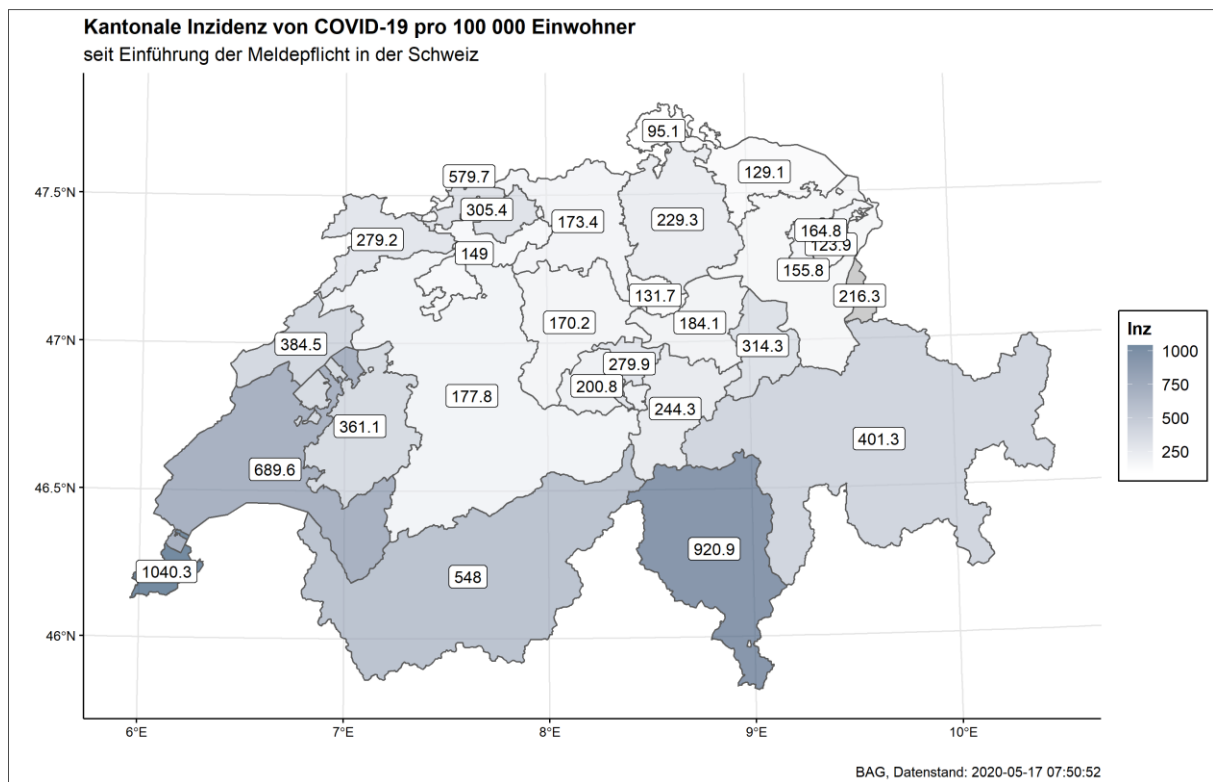 Kantonale Inzidenz von COVID-19 pro 100 000 Einwohner
seit Einführung der Meldepflicht in der Schweiz
95.1
129.1
579.7
305.4
173.4
229.3
164.8
123.9
279.2
149
155.8
131.7
216.3
170.2
184.1
384.5
314.3
279.9
200.8
177.8
244.3
361.1
401.3
689.6
920.9
1040.3
548
47.5°N
47°N
46.5°N
46°N
6°E
7°E
8°E
9°E
10°E
Inz
1000
750
500
250
BAG, Datenstand: 2020-05-17 07:50:52